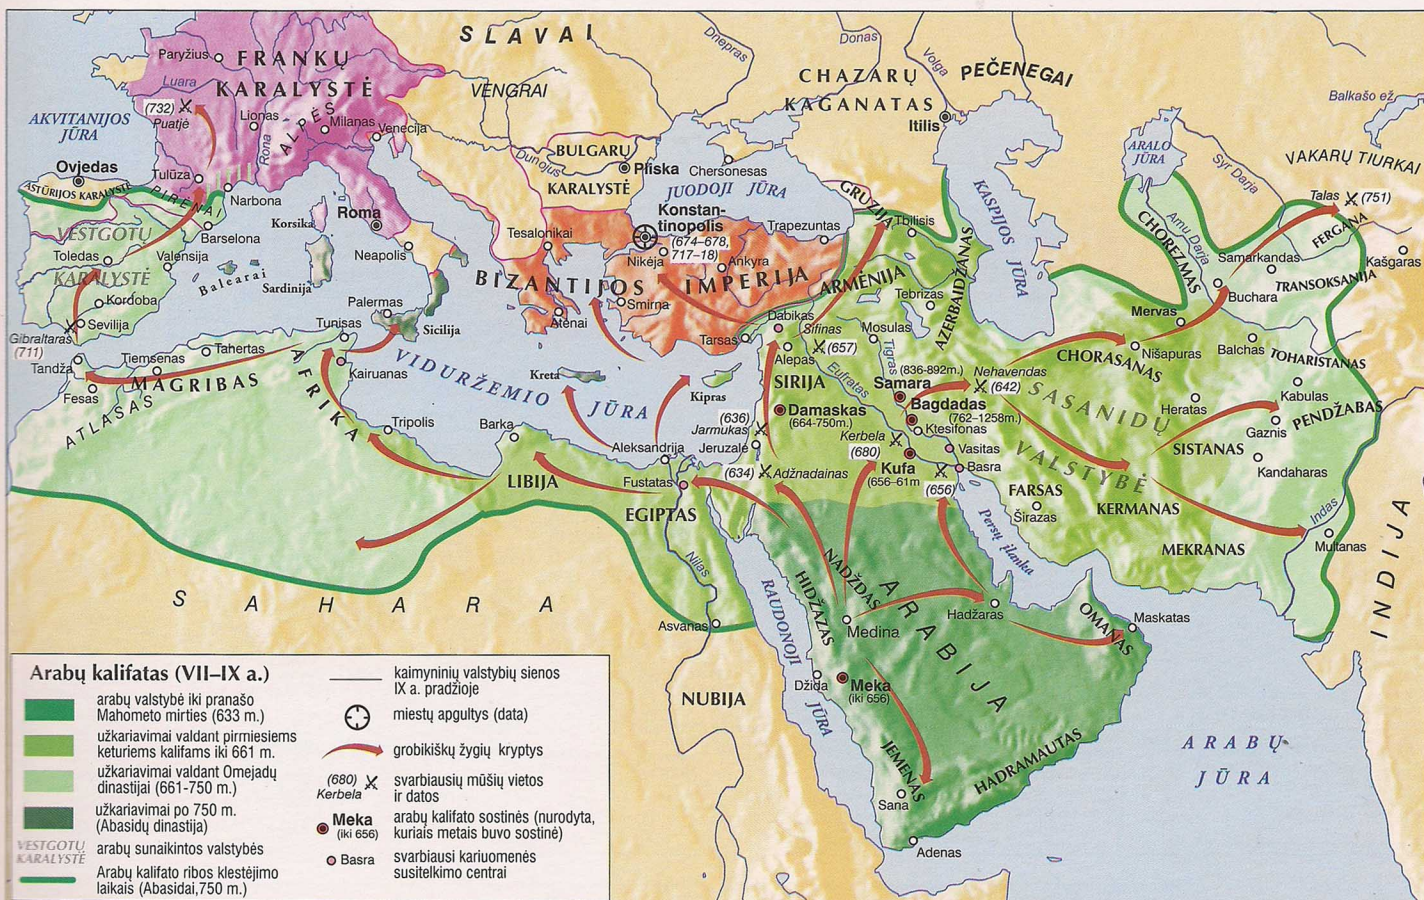 SLAVAI
Dnepras
Donas
Volga
PEČENEGAI
Paryžius
FRANKŲ
KARALYSTĖ
Luara
(732)
Puatjė
Lionas
Rona
ALPĖS
Milanas
Venecija
VENGRAI
CHAZARŲ
KAGANATAS
Itilis
Balkašo ež.
AKVITANIJOS
JŪRA
Ovjedas
ASTŪRIJOS KARALYSTĖ
Tulūza
PIRĖNAI
Narbona
Dunojus
BULGARŲ
KARALYSTĖ
Pliska
Chersonesas
JUODOJI JŪRA
GRUZIJA
Tbilisis
KASPIJOS
JŪRA
ARALO
JŪRA
Syr Darja
VAKARŲ TIURKAI
Talas
(751)
FERGANA
Kašgaras
Amu Darja
CHOREZMAS
Samarkandas
TRANSOKSANIJA
Buchara
VESTGOTŲ
KARALYSTĖ
Toledas
Barselona
Valensija
Kordoba
Sevilija
Gibraltaras
(711)
Balearai
Korsika
Sardinija
Roma
Neapolis
Palermas
Sicilija
Tesalonikai
Konstan-
tinopolis
(674–678,
717–18)
Nikėja
Ankyra
Trapezuntas
BIZANTIJOS IMPERIJA
Smirna
Atėnai
ARMĖNIJA
AZERBAIDŽANAS
Tebrizas
Mervas
Tandža
Fesas
Tiemsenas
Tahertas
MAGRIBAS
ATLASAS
AFRIKA
Tunisas
Kairuanas
Tripolis
VIDURŽEMIO JŪRA
Kreta
Kipras
Barka
Aleksandrija
Tarsas
Dabikas
Sifinas
(657)
Alepas
SIRIJA
Mosulas
Tigras
Eufratas
(836-892m.)
Samara
Bagdadas
(762–1258m.)
Ktesifonas
Nehavendas
(642)
CHORASANAS
Nišapuras
Balchas
TOHARISTANAS
Kabulas
PENDŽABAS
Heratas
Gaznis
SISTANAS
Kandaharas
SASANIDŲ
VALSTYBĖ
Damaskas
(664-750m.)
(636)
Jarmukas
Jeruzalė
(634)
Adžnadainas
Kerbela
(680)
Kufa
(656–61m
Vasitas
Basra
(656)
FARSAS
Širazas
KERMANAS
MEKRANAS
Persų įlanka
Indas
Multanas
INDIJA
LIBIJA
Fustatas
EGIPTAS
Nilas
Asvanas
SAHARA
NUBIJA
RAUDONOJI
JŪRA
HIDŽAZAS
NADŽDAS
ARABIJA
Medina
Hadžaras
OMANAS
Maskatas
Džida
Meka
(iki 656)
JEMENAS
HADRAMAUTAS
Sana
Adenas
ARABŲ
JŪRA
Arabų kalifatas (VII–IX a.)
arabų valstybė iki pranašo
Mahometo mirties (633 m.)
užkariavimai valdant pirmiesiems
keturiems kalifams iki 661 m.
užkariavimai valdant Omejadų
dinastijai (661-750 m.)
užkariavimai po 750 m.
(Abasidų dinastija)
VESTGOTŲ
KARALYSTĖ
arabų sunaikintos valstybės
Arabų kalifato ribos klestėjimo
laikais (Abasidai,750 m.)
kaimyninių valstybių sienos
IX a. pradžioje
miestų apgultys (data)
grobikiškų žygių kryptys
(680)
Kerbela
svarbiausių mūšių vietos
ir datos
Meka
(iki 656)
arabų kalifato sostinės (nurodyta,
kuriais metais buvo sostinė)
Basra
svarbiausi kariuomenės
susitelkimo centrai